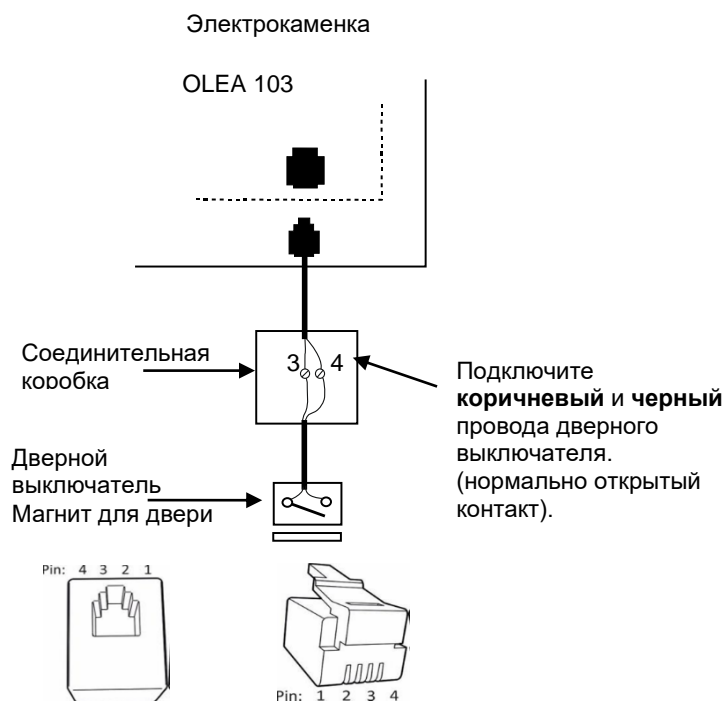 Электрокаменка
OLEA 103
Соединительная
коробка
3 4
Подключите
коричневый и черный
провода дверного
выключателя.
(нормально открытый
контакт).
Дверной
выключатель
Магнит для двери
Pin: 4 3 2 1
Pin: 1 2 3 4